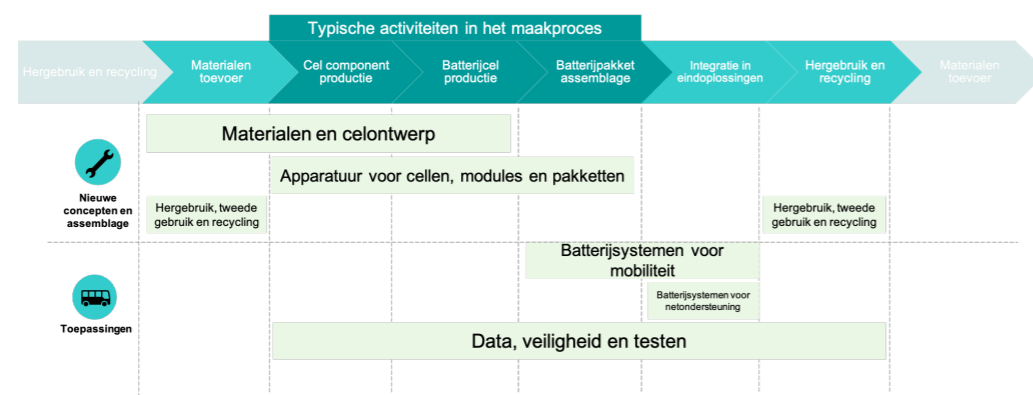 Typische activiteiten in het maakproces
Hergebruik en recycling
Materialen
toevoer
Cel component
productie
Batterijcel
productie
Batterijpakket
assemblage
Integratie in
eindoplossingen
Hergebruik en
recycling
Materialen
toevoer
Materialen en celontwerp
Apparatuur voor cellen, modules en pakketten
Nieuwe
concepten en
assemblage
Hergebruik, tweede
gebruik en recycling
Hergebruik, tweede
gebruik en recycling
Batterijsystemen voor
mobiliteit
Batterijsystemen voor
netondersteuning
Toepassingen
Data, veiligheid en testen